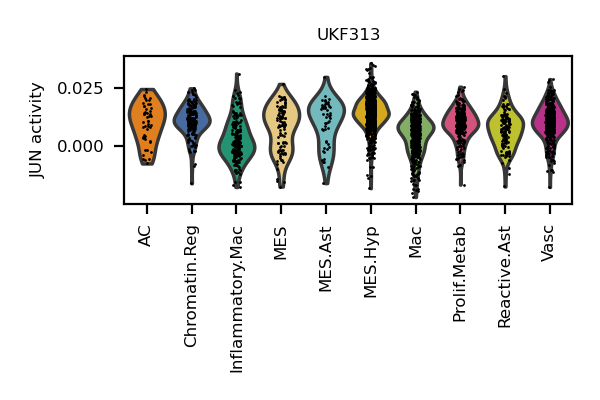 UKF313
JUN activity
0.025
0.000
AC
Chromatin.Reg
Inflammatory.Mac
MES
MES.Ast
MES.Hyp
Mac
Prolif.Metab
Reactive.Ast
Vasc